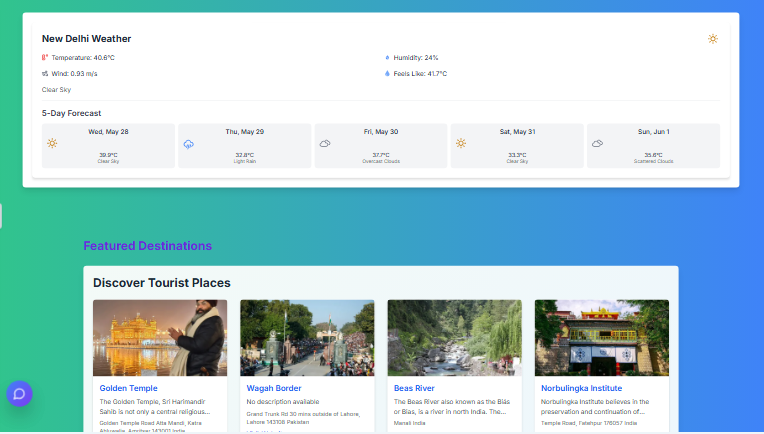 New Delhi Weather
Temperature: 40.6°C
Humidity: 24%
Wind: 0.93 m/s
Feels Like: 41.7°C
Clear Sky
5-Day Forecast
Wed, May 28
Thu, May 29
Fri, May 30
Sat, May 31
Sun, Jun 1
39.9°C
32.8°C
37.7°C
33.3°C
35.6°C
Clear Sky
Light Rain
Overcast Clouds
Clear Sky
Scattered Clouds
Featured Destinations
Discover Tourist Places
Golden Temple
The Golden Temple, Sri Harimandir
Sahib is not only a central religious...
Golden Temple Road Atta Mandi, Katra
Ahluwalia, Amritsar 143001 India
Wagah Border
No description available
Grand Trunk Rd 30 mins outside of Lahore,
Lahore 143108 Pakistan
Beas River
The Beas River also known as the Biás
or Bias, is a river in north India. The...
Manali India
Norbulingka Institute
Norbulingka Institute believes in the
preservation and continuation of...
Temple Road, Fatehpur 176057 India